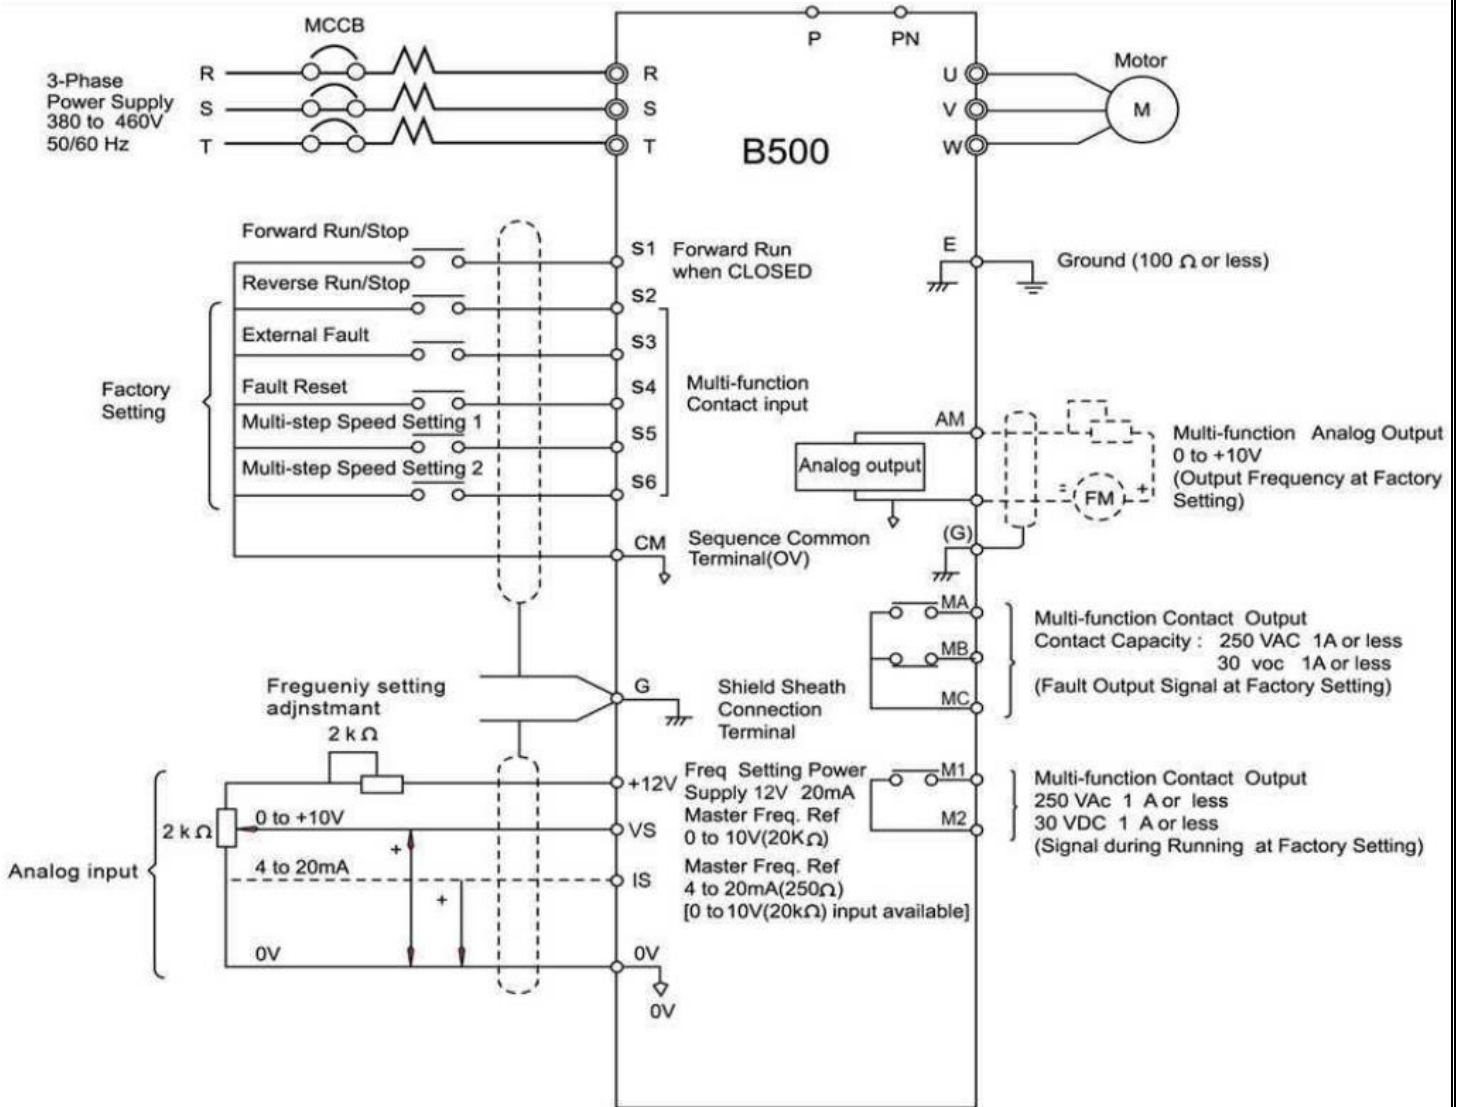 MCCB
3-Phase
Power Supply
380 to 460V
50/60 Hz
R
S
T
R
S
T
P
PN
B500
U
V
W
Motor
M
Forward Run/Stop
Reverse Run/Stop
External Fault
Fault Reset
Multi-step Speed Setting 1
Multi-step Speed Setting 2
Factory
Setting
S1
S2
S3
S4
S5
S6
CM
Forward Run
when CLOSED
Multi-function
Contact input
Sequence Common
Terminal(OV)
E
Ground (100 Ω or less)
AM
Analog output
(G)
= FM +
Multi-function Analog Output
0 to +10V
(Output Frequency at Factory
Setting)
MA
MB
MC
Multi-function Contact Output
Contact Capacity : 250 VAC 1A or less
30 voc 1A or less
(Fault Output Signal at Factory Setting)
G
Shield Sheath
Connection
Terminal
Fregueniy setting
adjnstmant
2 k Ω
2 k Ω
Analog input
0 to +10V
4 to 20mA
0V
+
+
+12V
VS
IS
0V
0V
Freq Setting Power
Supply 12V 20mA
Master Freq. Ref
0 to 10V(20KΩ)
Master Freq. Ref
4 to 20mA(250Ω)
[0 to 10V(20kΩ) input available]
M1
M2
Multi-function Contact Output
250 VAc 1 A or less
30 VDC 1 A or less
(Signal during Running at Factory Setting)